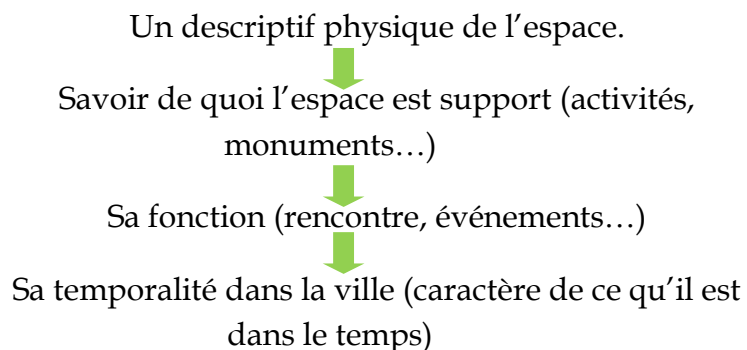 Un descriptif physique de l’espace.
Savoir de quoi l’espace est support (activités,
monuments…)
Sa fonction (rencontre, événements…)
Sa temporalité dans la ville (caractère de ce qu’il est
dans le temps)